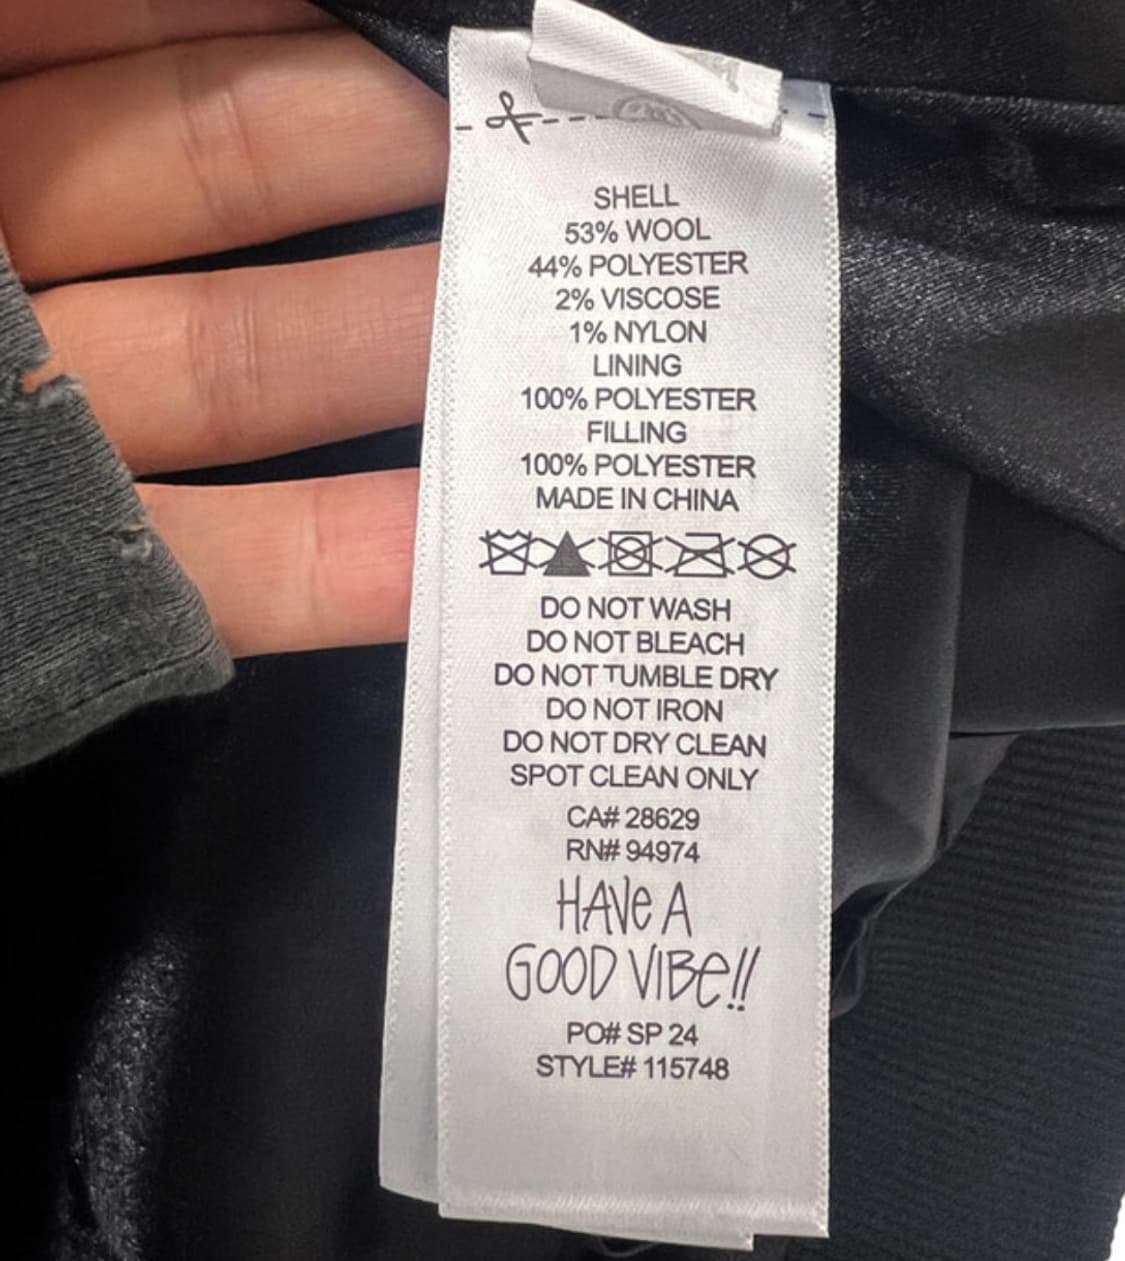 SHELL
53% WOOL
44% POLYESTER
2% VISCOSE
1% NYLON
LINING
100% POLYESTER
FILLING
100% POLYESTER
MADE IN CHINA
DO NOT WASH
DO NOT BLEACH
DO NOT TUMBLE DRY
DO NOT IRON
DO NOT DRY CLEAN
SPOT CLEAN ONLY
CA# 28629
RN# 94974
HAVe A
GOOD VIBe!!
PO# SP 24
STYLE# 115748